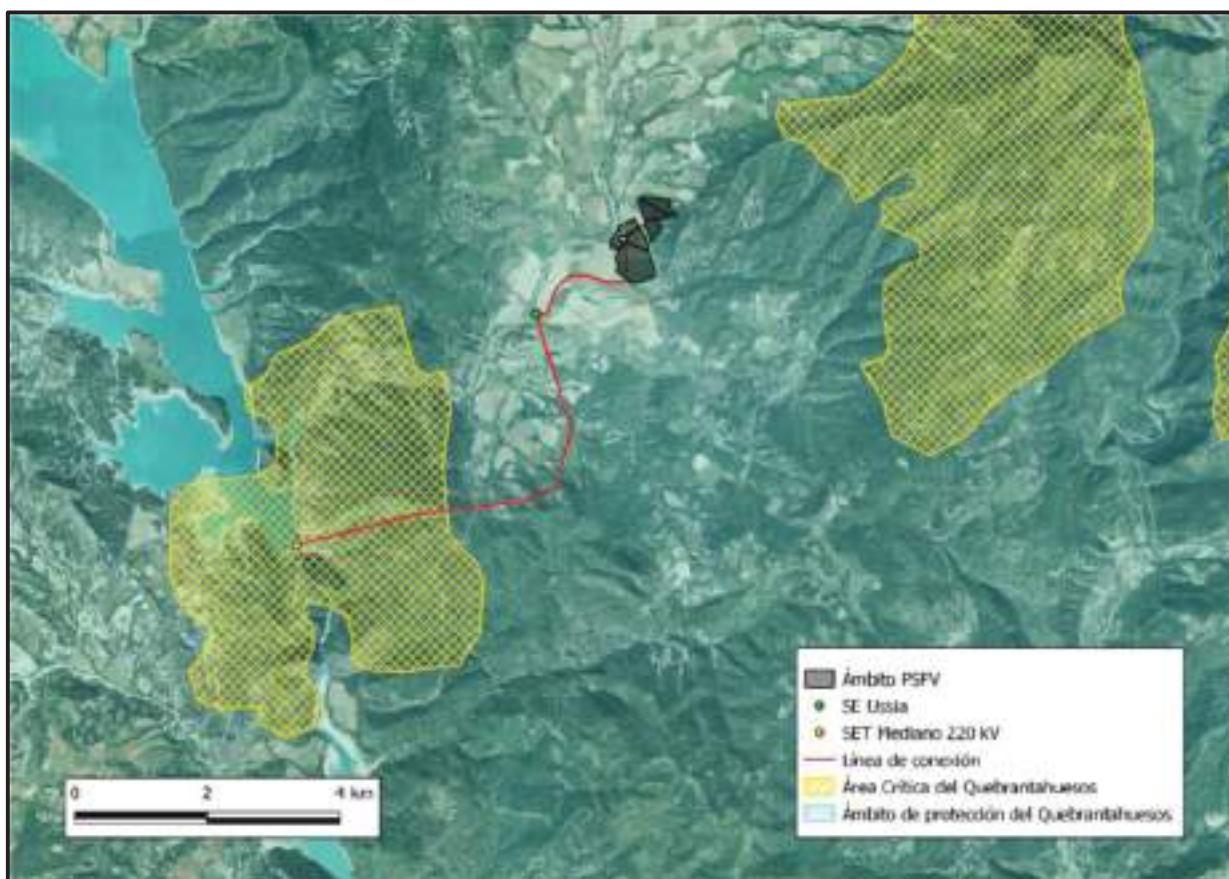 Ámbito PSFV
SE Ussia
SET Mediano 220 kV
Línea de conexión
Área Crítica del Quebrantahuesos
Ámbito de protección del Quebrantahuesos
0 2 4 km